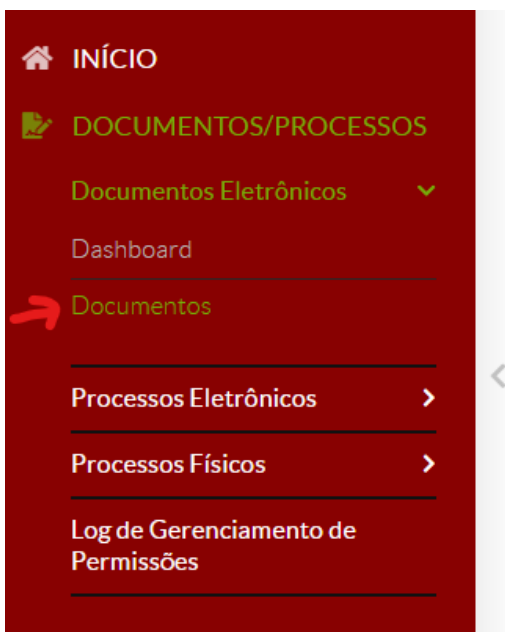 INÍCIO
DOCUMENTOS/PROCESSOS
Documentos Eletrônicos
Dashboard
Documentos
Processos Eletrônicos
Processos Físicos
Log de Gerenciamento de
Permissões